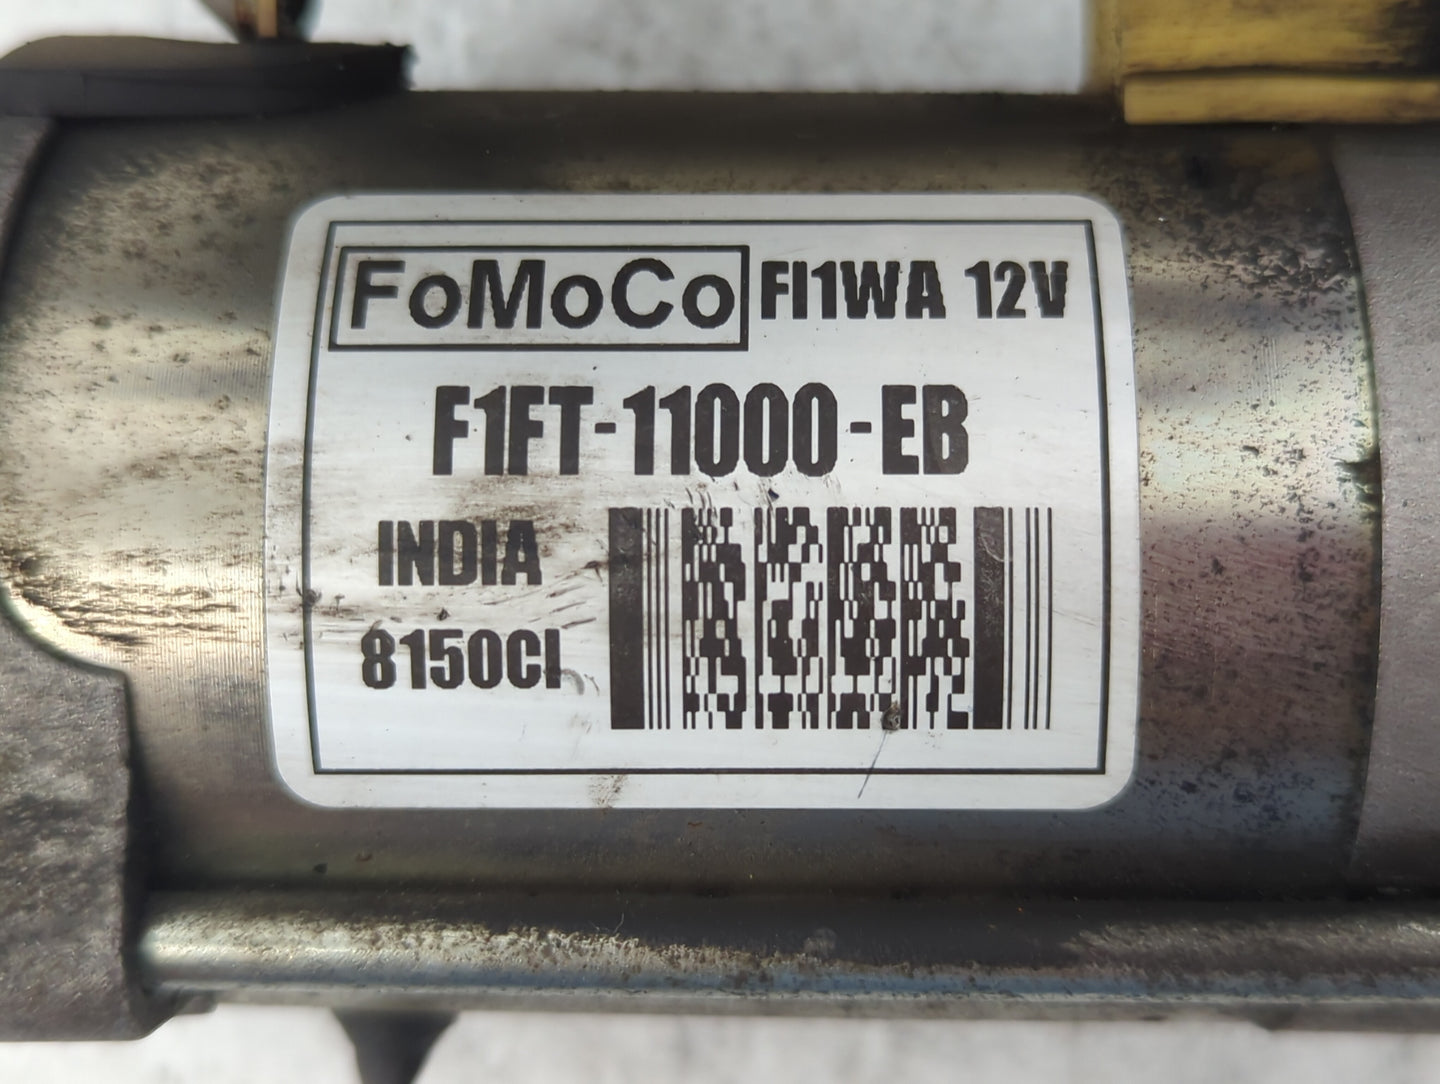 FoMoCo FI1WA 12V
F1FT-11000-EB
INDIA
8150CI